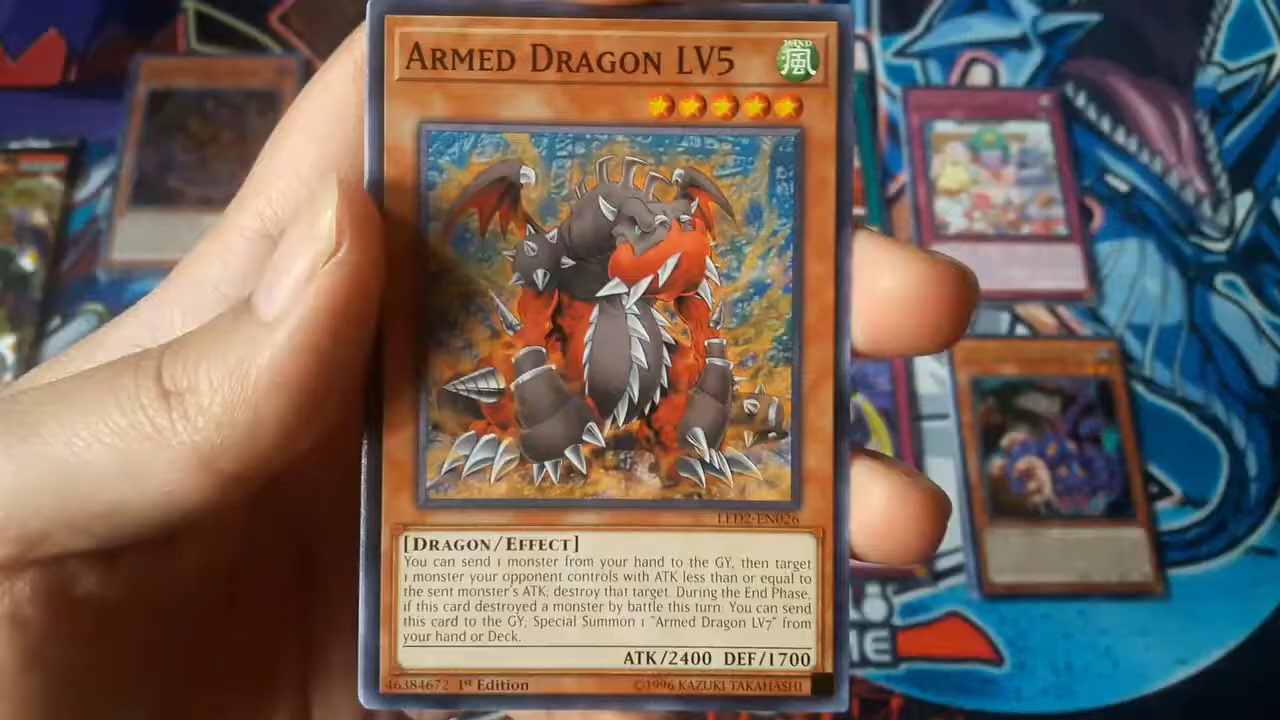 ARMED DRAGON LV5
WIND
風
LED2-EN026
[DRAGON/EFFECT]
You can send 1 monster from your hand to the GY, then target
1 monster your opponent controls with ATK less than or equal to
the sent monster's ATK; destroy that target. During the End Phase,
if this card destroyed a monster by battle this turn: You can send
this card to the GY; Special Summon 1 "Armed Dragon LV7" from
your hand or Deck.
ATK/2400 DEF/1700
46384672 1st Edition ©1996 KAZUKI TAKAHASHI